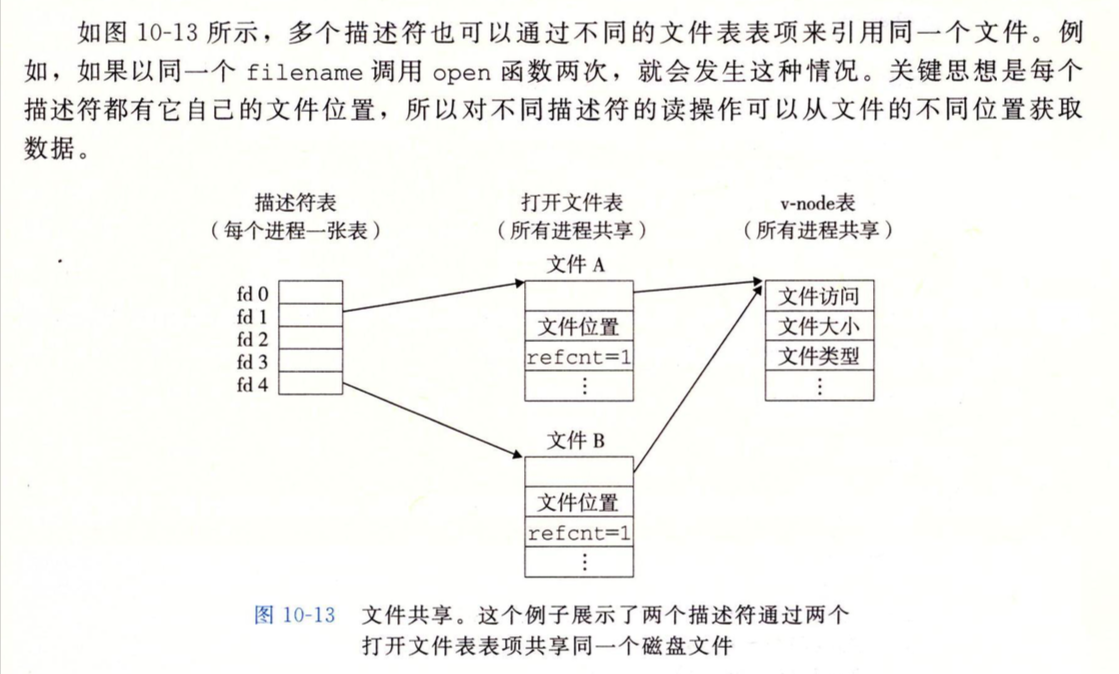 如图 10-13 所示，多个描述符也可以通过不同的文件表表项来引用同一个文件。例
如，如果以同一个 filename 调用 open 函数两次，就会发生这种情况。关键思想是每个
描述符都有它自己的文件位置，所以对不同描述符的读操作可以从文件的不同位置获取
数据。
描述符表
（每个进程一张表）
打开文件表
（所有进程共享）
v-node表
（所有进程共享）
文件 A
fd 0
fd 1
fd 2
fd 3
fd 4
文件位置
refcnt=1
⋮
文件访问
文件大小
文件类型
⋮
文件 B
文件位置
refcnt=1
⋮
图 10-13 文件共享。这个例子展示了两个描述符通过两个
打开文件表表项共享同一个磁盘文件